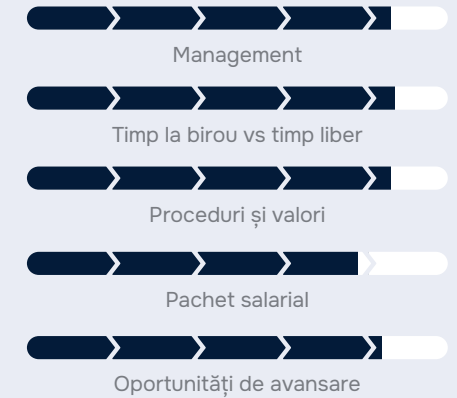 Management
Timp la birou vs timp liber
Proceduri și valori
Pachet salarial
Oportunități de avansare